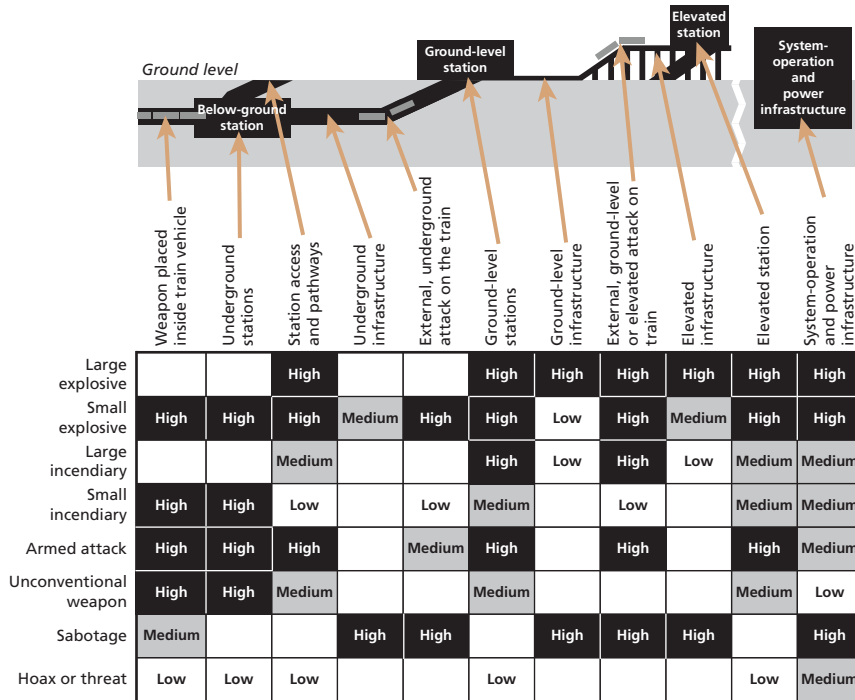 Elevated
station
Ground-level
station
System-
operation
and
power
infrastructure
Ground level
Below-ground
station
Weapon placed
inside train vehicle
Underground
stations
Station access
and pathways
Underground
infrastructure
External, underground
attack on the train
Ground-level
stations
Ground-level
infrastructure
External, ground-level
or elevated attack on
train
Elevated
infrastructure
Elevated station
System-operation
and power
infrastructure
Large
explosive
High High High High High High High
Small
explosive
High High High Medium High High Low High Medium High High
Large
incendiary
Medium High Low High Low Medium Medium
Small
incendiary
High High Low Low Medium Low Medium Medium
Armed attack High High High Medium High High High Medium
Unconventional
weapon
High High Medium Medium Medium Low
Sabotage Medium High High High High High High
Hoax or threat Low Low Low Low Low Medium